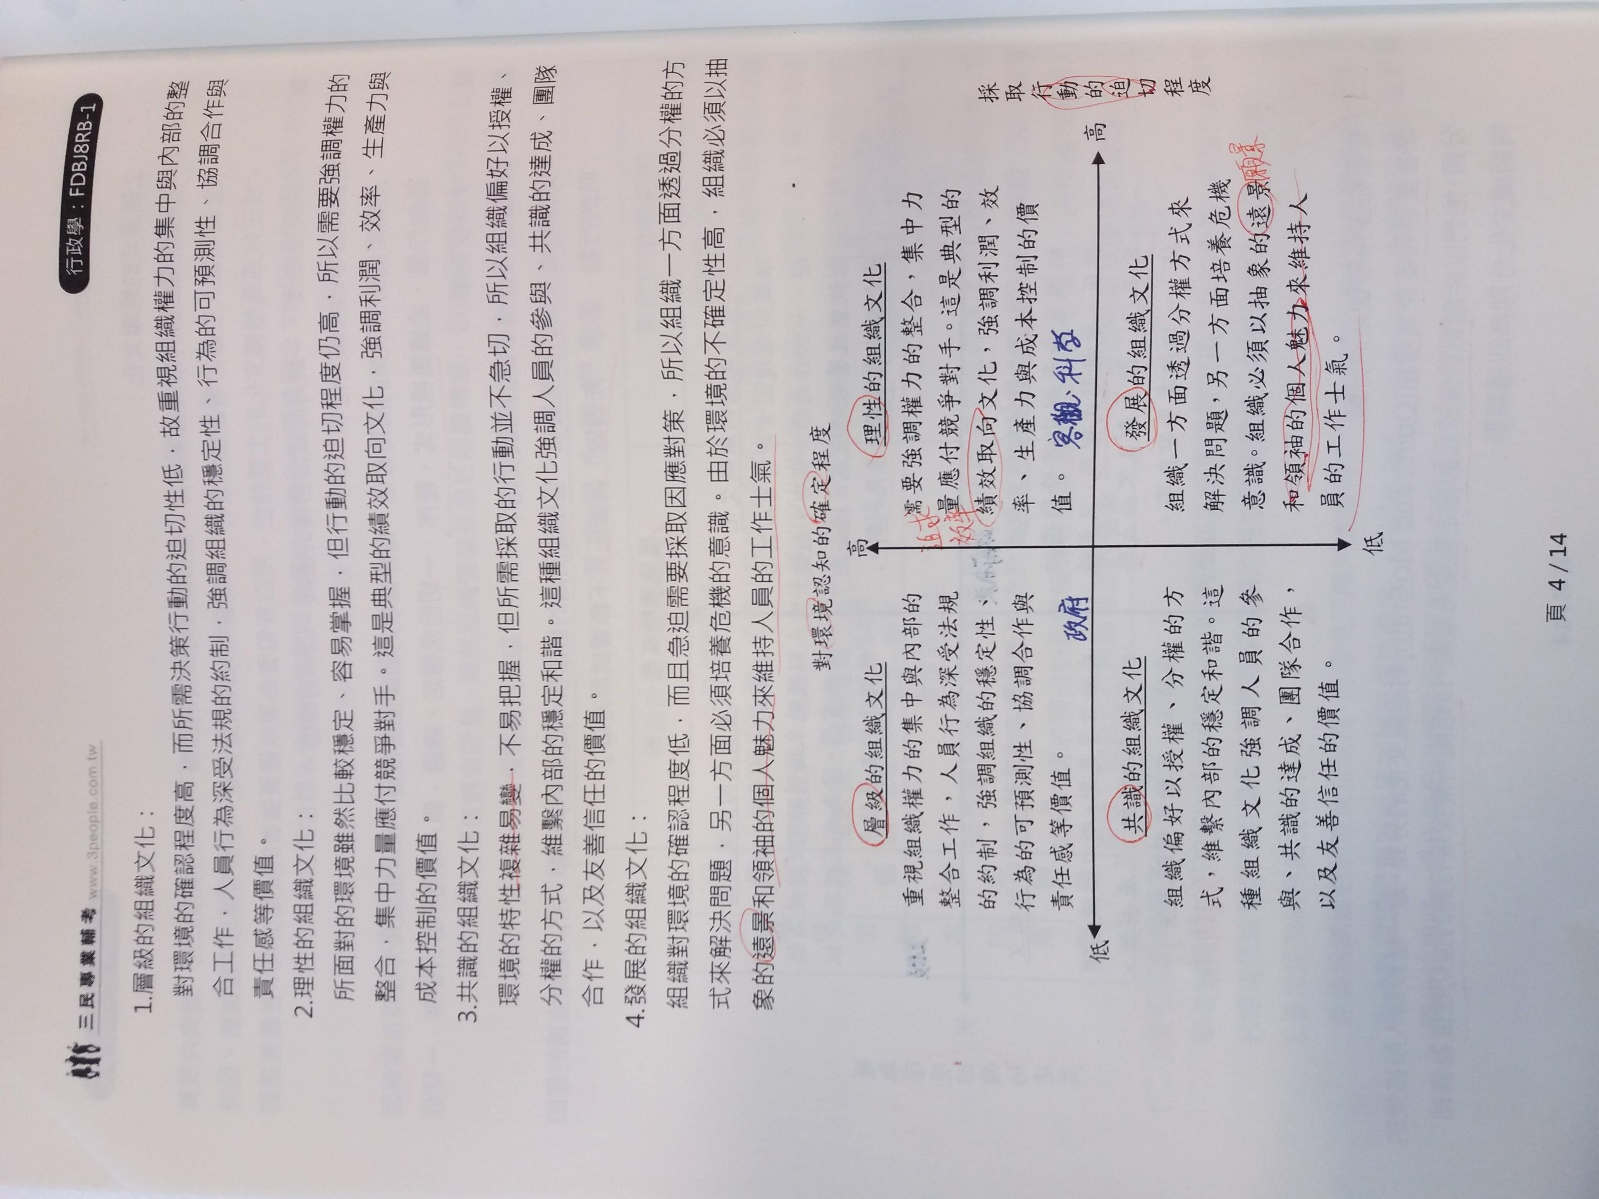 三民專業輔考 www.3people.com.tw
行政學：FDBJ8RB-1
1.層級的組織文化：
對環境的確認程度高，而所需決策行動的迫切性低，故重視組織權力的集中與內部的整
合工作，人員行為深受法規的約制，強調組織的穩定性、行為的可預測性、協調合作與
責任感等價值。
2.理性的組織文化：
所面對的環境雖然比較穩定、容易掌握，但行動的迫切程度仍高，所以需要強調權力的
整合，集中力量應付競爭對手。這是典型的績效取向文化，強調利潤、效率、生產力與
成本控制的價值。
3.共識的組織文化：
環境的特性複雜易變，不易把握，但所需採取的行動並不急切，所以組織偏好以授權、
分權的方式，維繫內部的穩定和諧。這種組織文化強調人員的參與、共識的達成、團隊
合作，以及友善信任的價值。
4.發展的組織文化：
組織對環境的確認程度低，而且急迫需要採取因應對策，所以組織一方面透過分權的方
式來解決問題，另一方面必須培養危機的意識。由於環境的不確定性高，組織必須以抽
象的遠景和領袖的個人魅力來維持人員的工作士氣。
對環境認知的確定程度
高
層級的組織文化
重視組織權力的集中與內部的
整合工作，人員行為深受法規
的約制，強調組織的穩定性、
行為的可預測性、協調合作與
責任感等價值。
政府
理性的組織文化
需要強調權力的整合，集中力
量應付競爭對手。這是典型的
績效取向文化，強調利潤、效
率、生產力與成本控制的價
值。
追求
效率
客觀、科學
低
高
採取行動的迫切程度
共識的組織文化
組織偏好以授權、分權的方
式，維繫內部的穩定和諧。這
種組織文化強調人員的參
與、共識的達成、團隊合作，
以及友善信任的價值。
發展的組織文化
組織一方面透過分權方式來
解決問題，另一方面培養危機
意識。組織必須以抽象的遠景
和領袖的個人魅力來維持人
員的工作士氣。
願景
低
頁 4 / 14